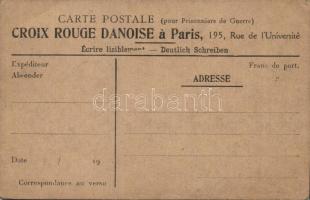 CARTE POSTALE (pour Prisonniers de Guerre)
CROIX ROUGE DANOISE à Paris, 195, Rue de l'Université
Écrire lisiblement — Deutlich Schreiben
Expéditeur
Absender
Franc de port.
ADRESSE
darabanth
Date / 19
Correspondance au verso